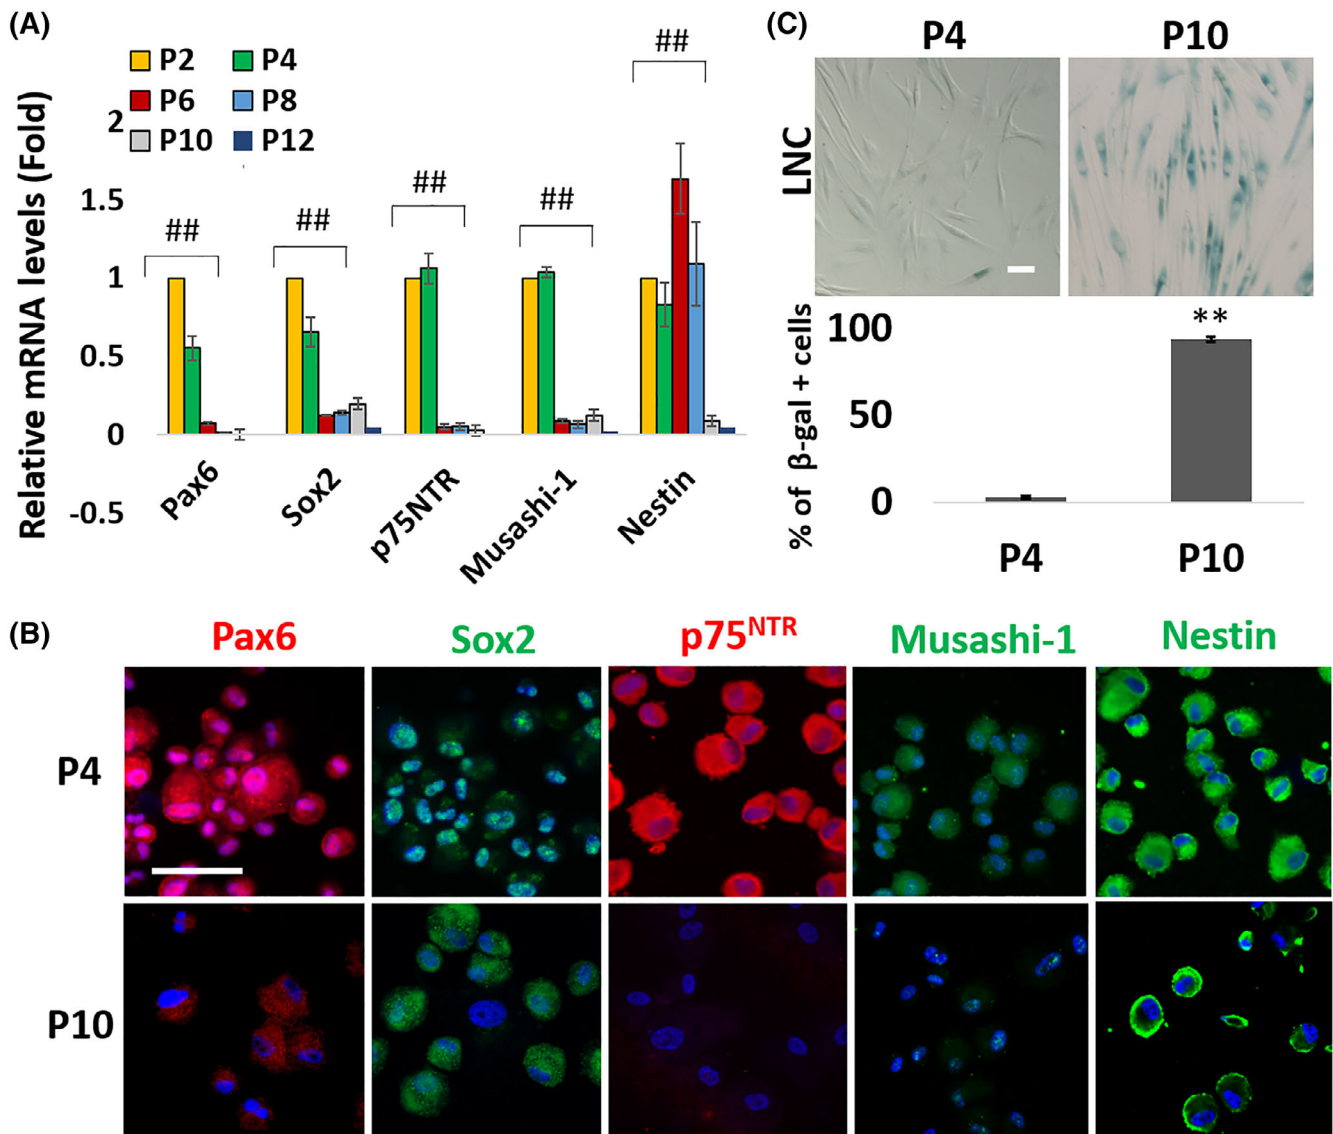 (A)
P2 P4
P6 P8
P10 P12
Relative mRNA levels (Fold)
2
1.5
1
0.5
0
-0.5
##
##
##
##
##
Pax6 Sox2 p75NTR Musashi-1 Nestin
(C)
P4 P10
LNC
% of β-gal + cells
100
50
0
**
P4 P10
(B)
Pax6 Sox2 p75NTR Musashi-1 Nestin
P4
P10